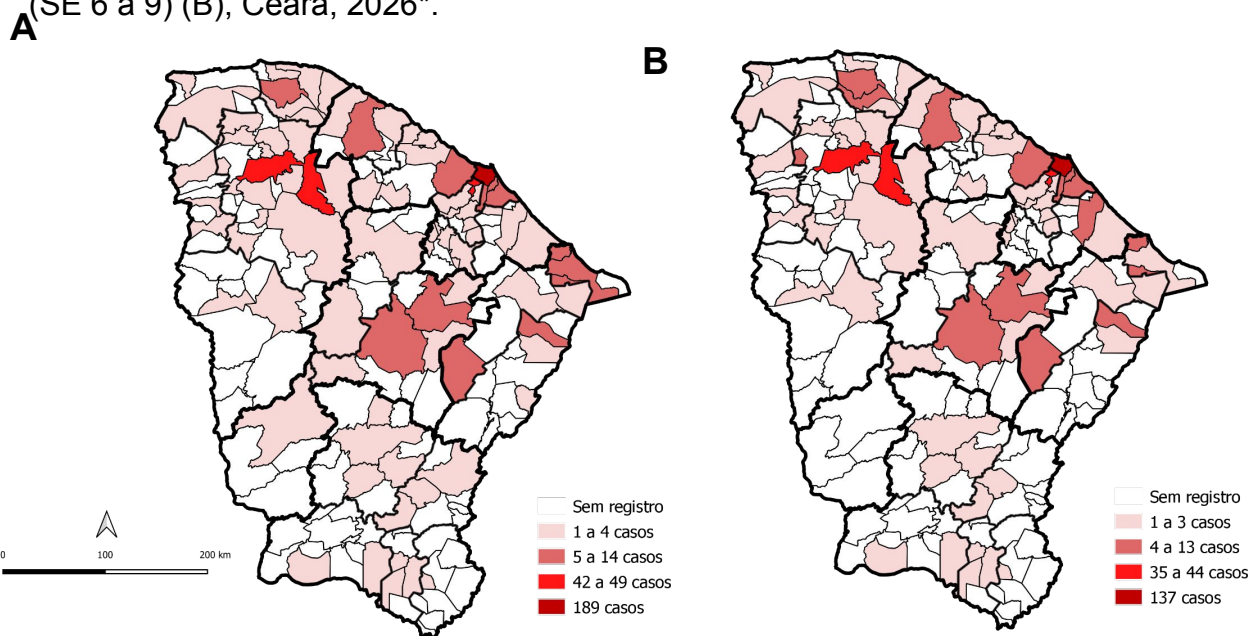 (SE 6 a 9) (B), Ceará, 2026*.
A
B
Sem registro
1 a 4 casos
5 a 14 casos
42 a 49 casos
189 casos
0 100 200 km
Sem registro
1 a 3 casos
4 a 13 casos
35 a 44 casos
137 casos